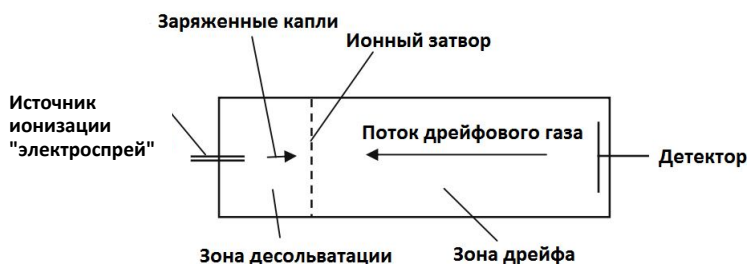 Заряженные капли
Ионный затвор
Источник
ионизации
"электроспрей"
Поток дрейфового газа
Детектор
Зона десольватации
Зона дрейфа